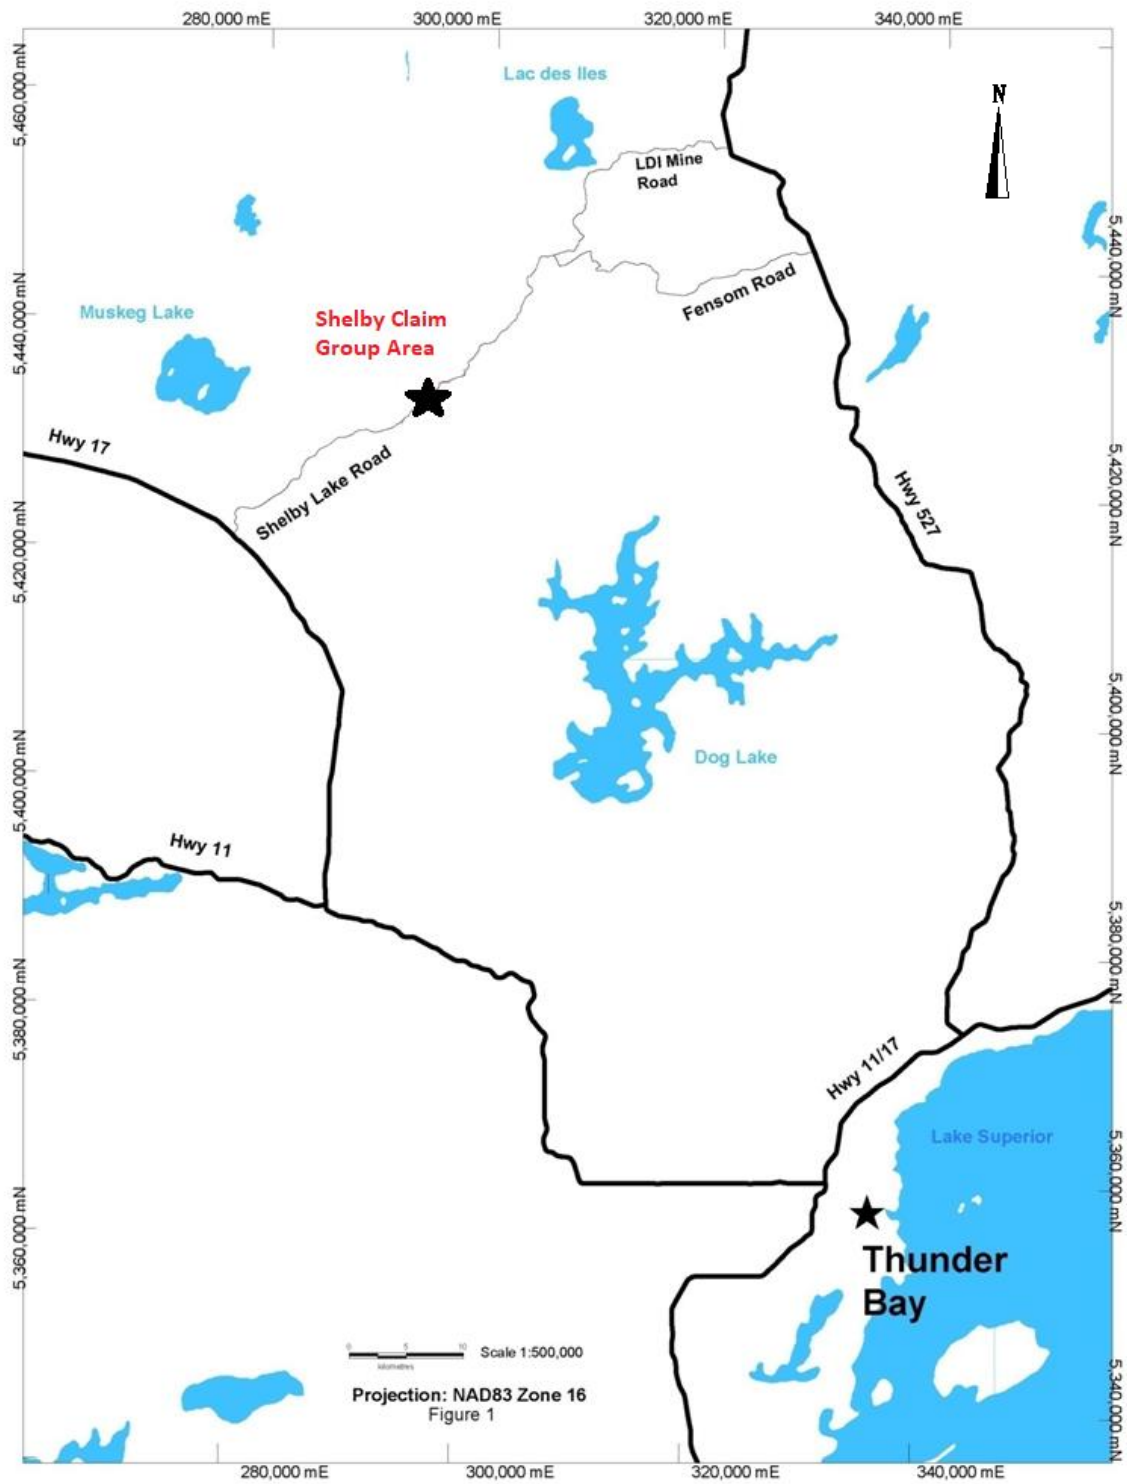 280,000 mE
300,000 mE
320,000 mE
340,000 mE
5,460,000 mN
Lac des Iles
N
LDI Mine
Road
5,440,000 mN
Fensom Road
5,440,000 mN
Muskeg Lake
Shelby Claim
Group Area
Hwy 17
Shelby Lake Road
Hwy 527
5,420,000 mN
5,420,000 mN
5,400,000 mN
Dog Lake
5,400,000 mN
Hwy 11
5,380,000 mN
5,380,000 mN
Hwy 11/17
Lake Superior
5,360,000 mN
5,360,000 mN
Thunder
Bay
0 5 10
kilometres
Scale 1:500,000
5,340,000 mN
Projection: NAD83 Zone 16
Figure 1
280,000 mE
300,000 mE
320,000 mE
340,000 mE